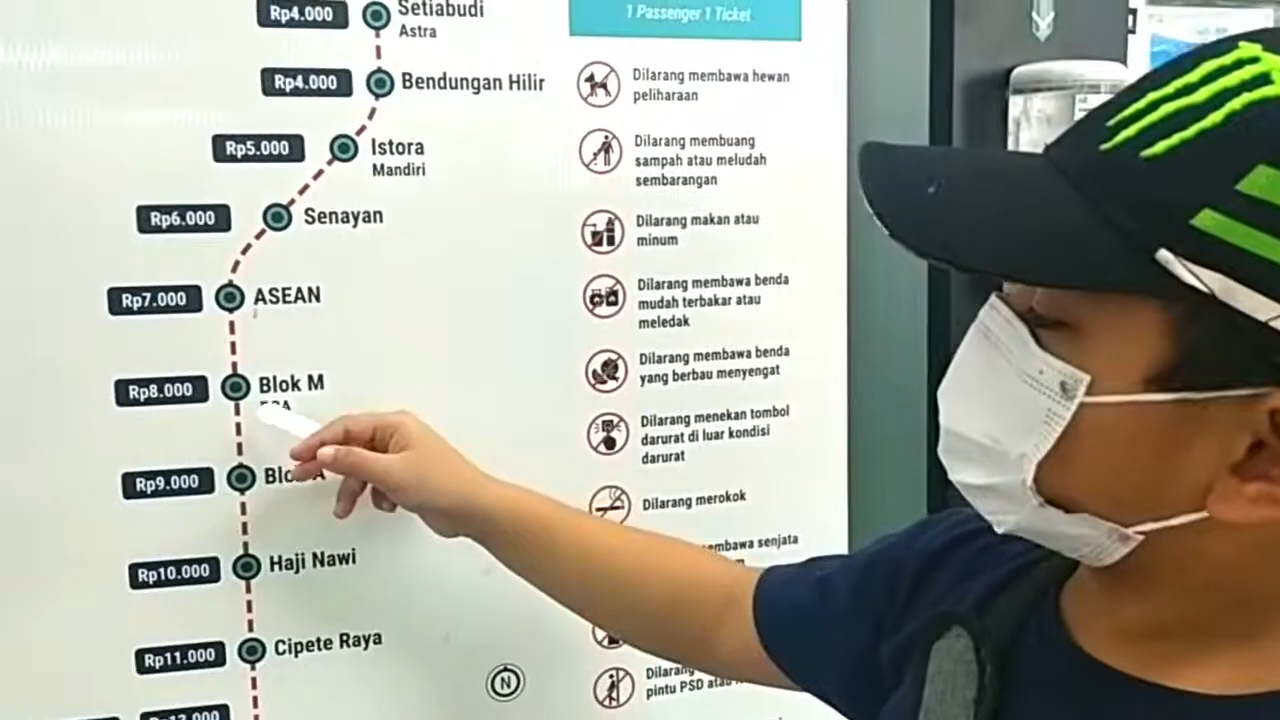 Rp4.000
Setiabudi
Astra
Rp4.000
Bendungan Hilir
Rp5.000
Istora
Mandiri
Rp6.000
Senayan
Rp7.000
ASEAN
Rp8.000
Blok M
Rp9.000
Rp10.000
Haji Nawi
Rp11.000
Cipete Raya
N
1 Passenger 1 Ticket
Dilarang membawa hewan
peliharaan
Dilarang membuang
sampah atau meludah
sembarangan
Dilarang makan atau
minum
Dilarang membawa benda
mudah terbakar atau
meledak
Dilarang membawa benda
yang berbau menyengat
Dilarang menekan tombol
darurat di luar kondisi
darurat
Dilarang merokok
senjata
pintu PSD atau